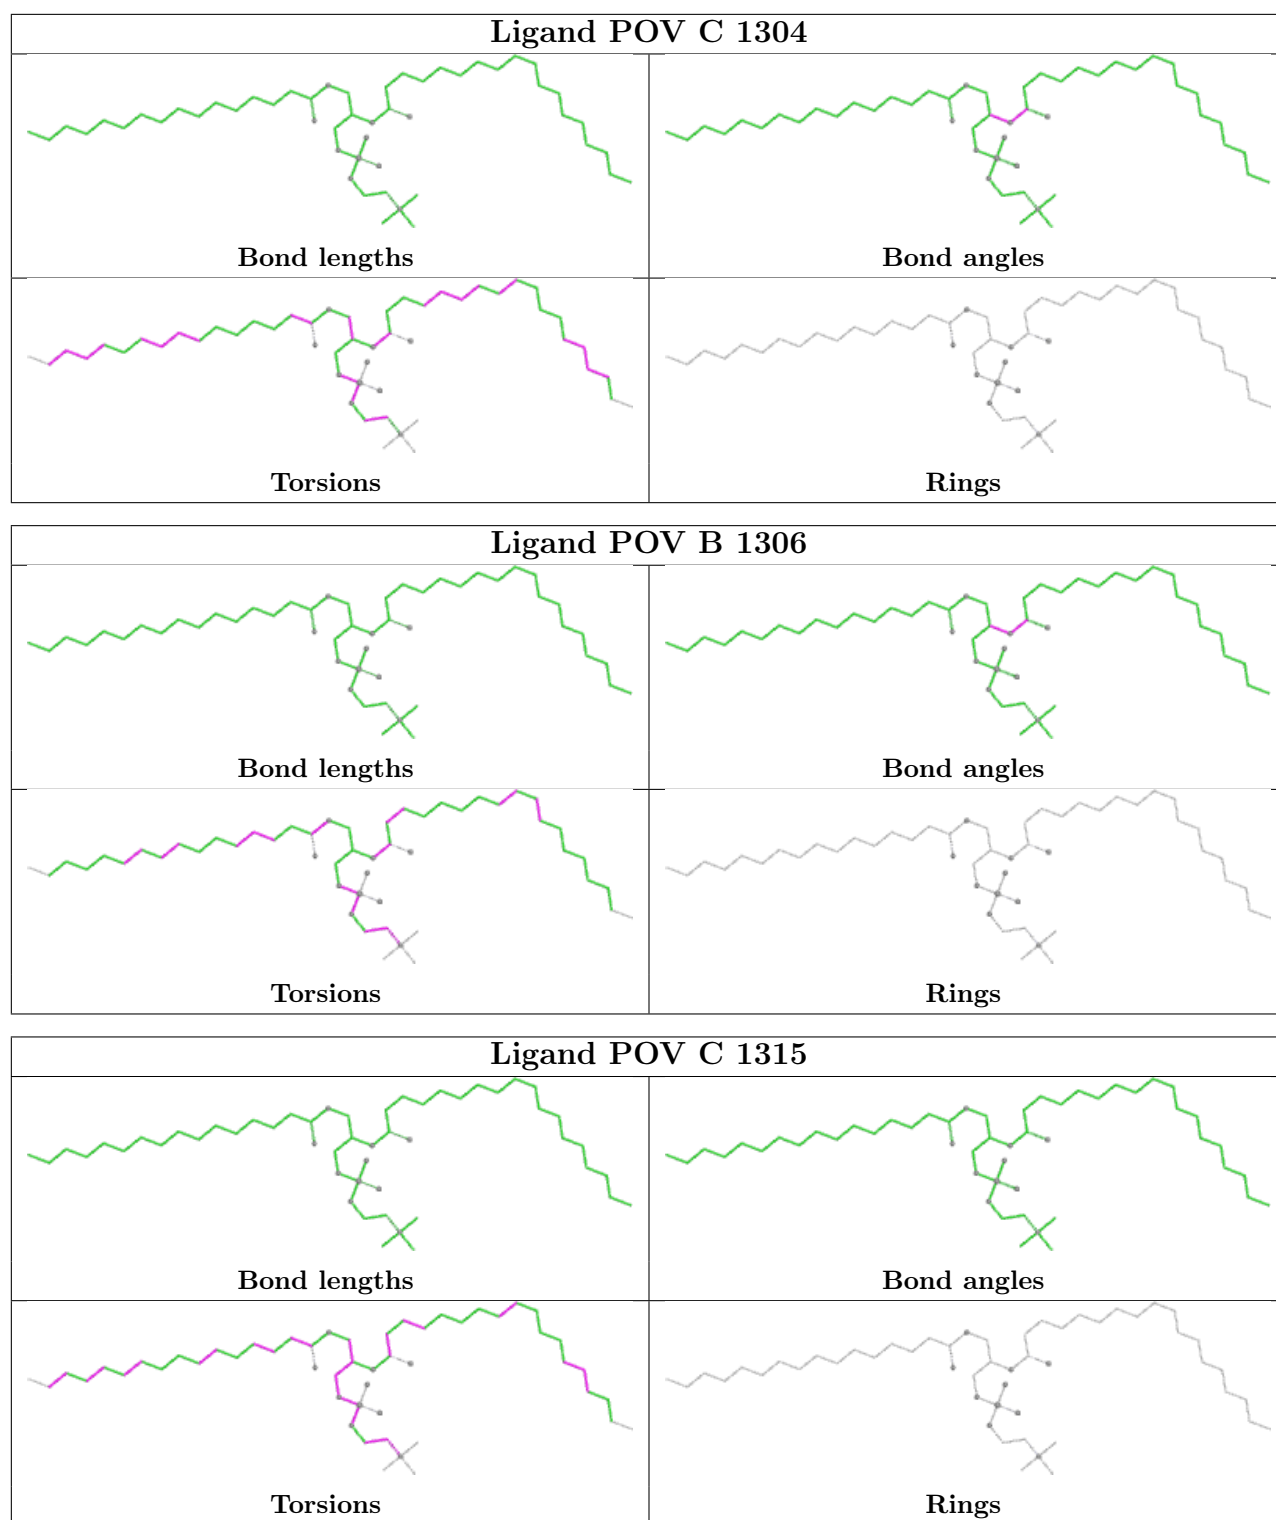 Ligand POV C 1304
Bond lengths
Bond angles
Torsions
Rings
Ligand POV B 1306
Bond lengths
Bond angles
Torsions
Rings
Ligand POV C 1315
Bond lengths
Bond angles
Torsions
Rings